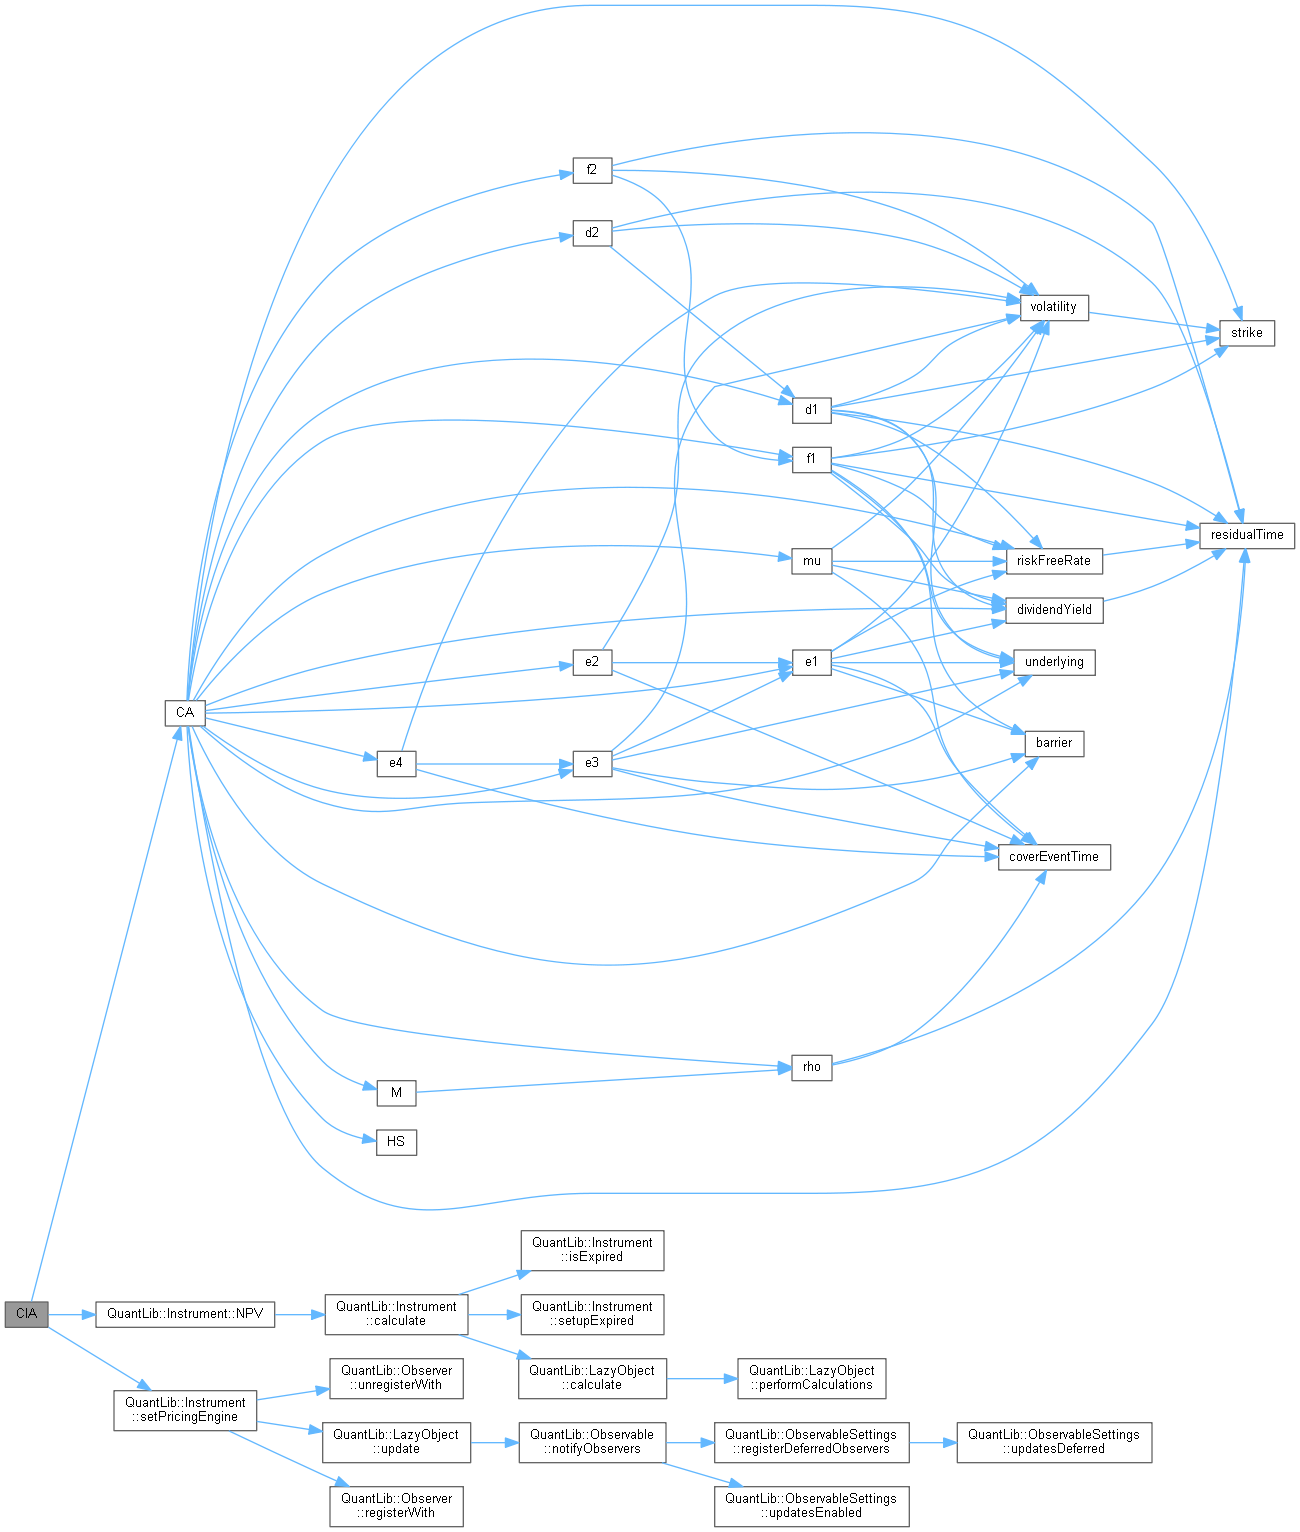 f2
d2
volatility
strike
d1
f1
residualTime
mu
riskFreeRate
dividendYield
e2
e1
underlying
CA
barrier
e4
e3
coverEventTime
rho
M
HS
QuantLib::Instrument
::isExpired
CIA
QuantLib::Instrument::NPV
QuantLib::Instrument
::calculate
QuantLib::Instrument
::setupExpired
QuantLib::Observer
::unregisterWith
QuantLib::LazyObject
::calculate
QuantLib::LazyObject
::performCalculations
QuantLib::Instrument
::setPricingEngine
QuantLib::LazyObject
::update
QuantLib::Observable
::notifyObservers
QuantLib::ObservableSettings
::registerDeferredObservers
QuantLib::ObservableSettings
::updatesDeferred
QuantLib::Observer
::registerWith
QuantLib::ObservableSettings
::updatesEnabled